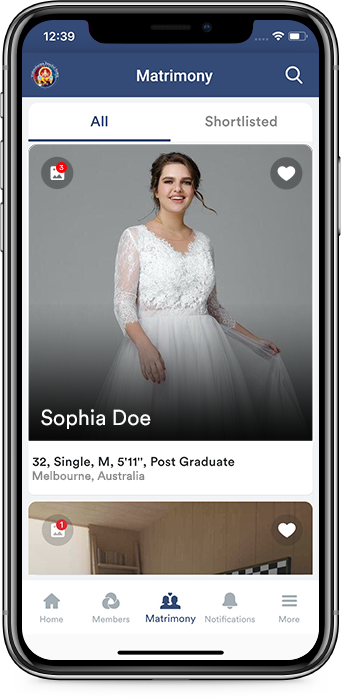 12:39
Matrimony
All
Shortlisted
3
Sophia Doe
32, Single, M, 5'11'', Post Graduate
Melbourne, Australia
1
Home
Members
Matrimony
Notifications
More